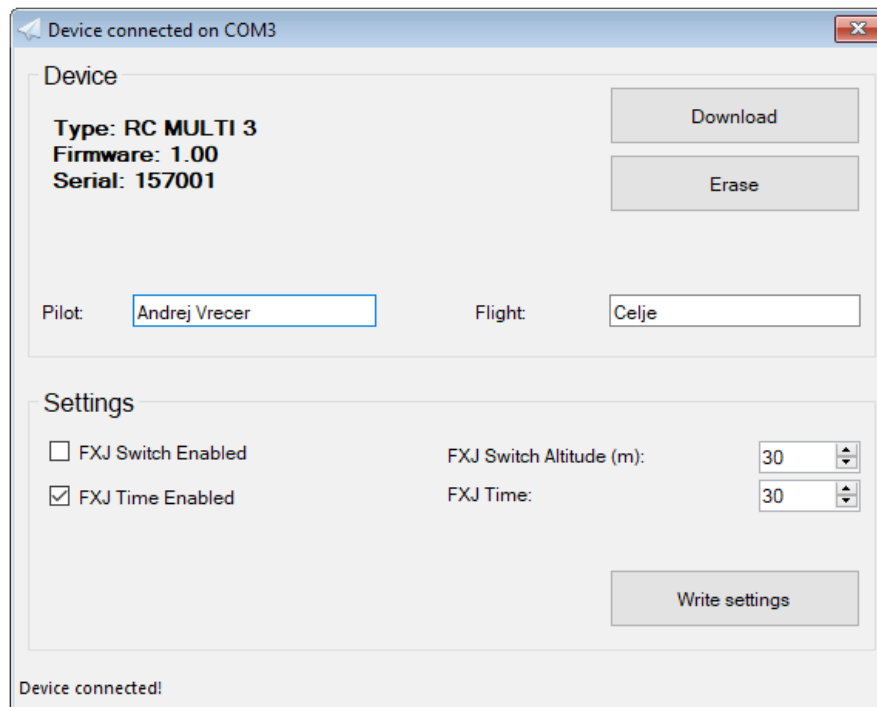 Device connected on COM3
Device
Type: RC MULTI 3
Firmware: 1.00
Serial: 157001
Download
Erase
Pilot: Andrej Vrecer Flight: Celje
Settings
FXJ Switch Enabled FXJ Switch Altitude (m): 30
FXJ Time Enabled FXJ Time: 30
Write settings
Device connected!